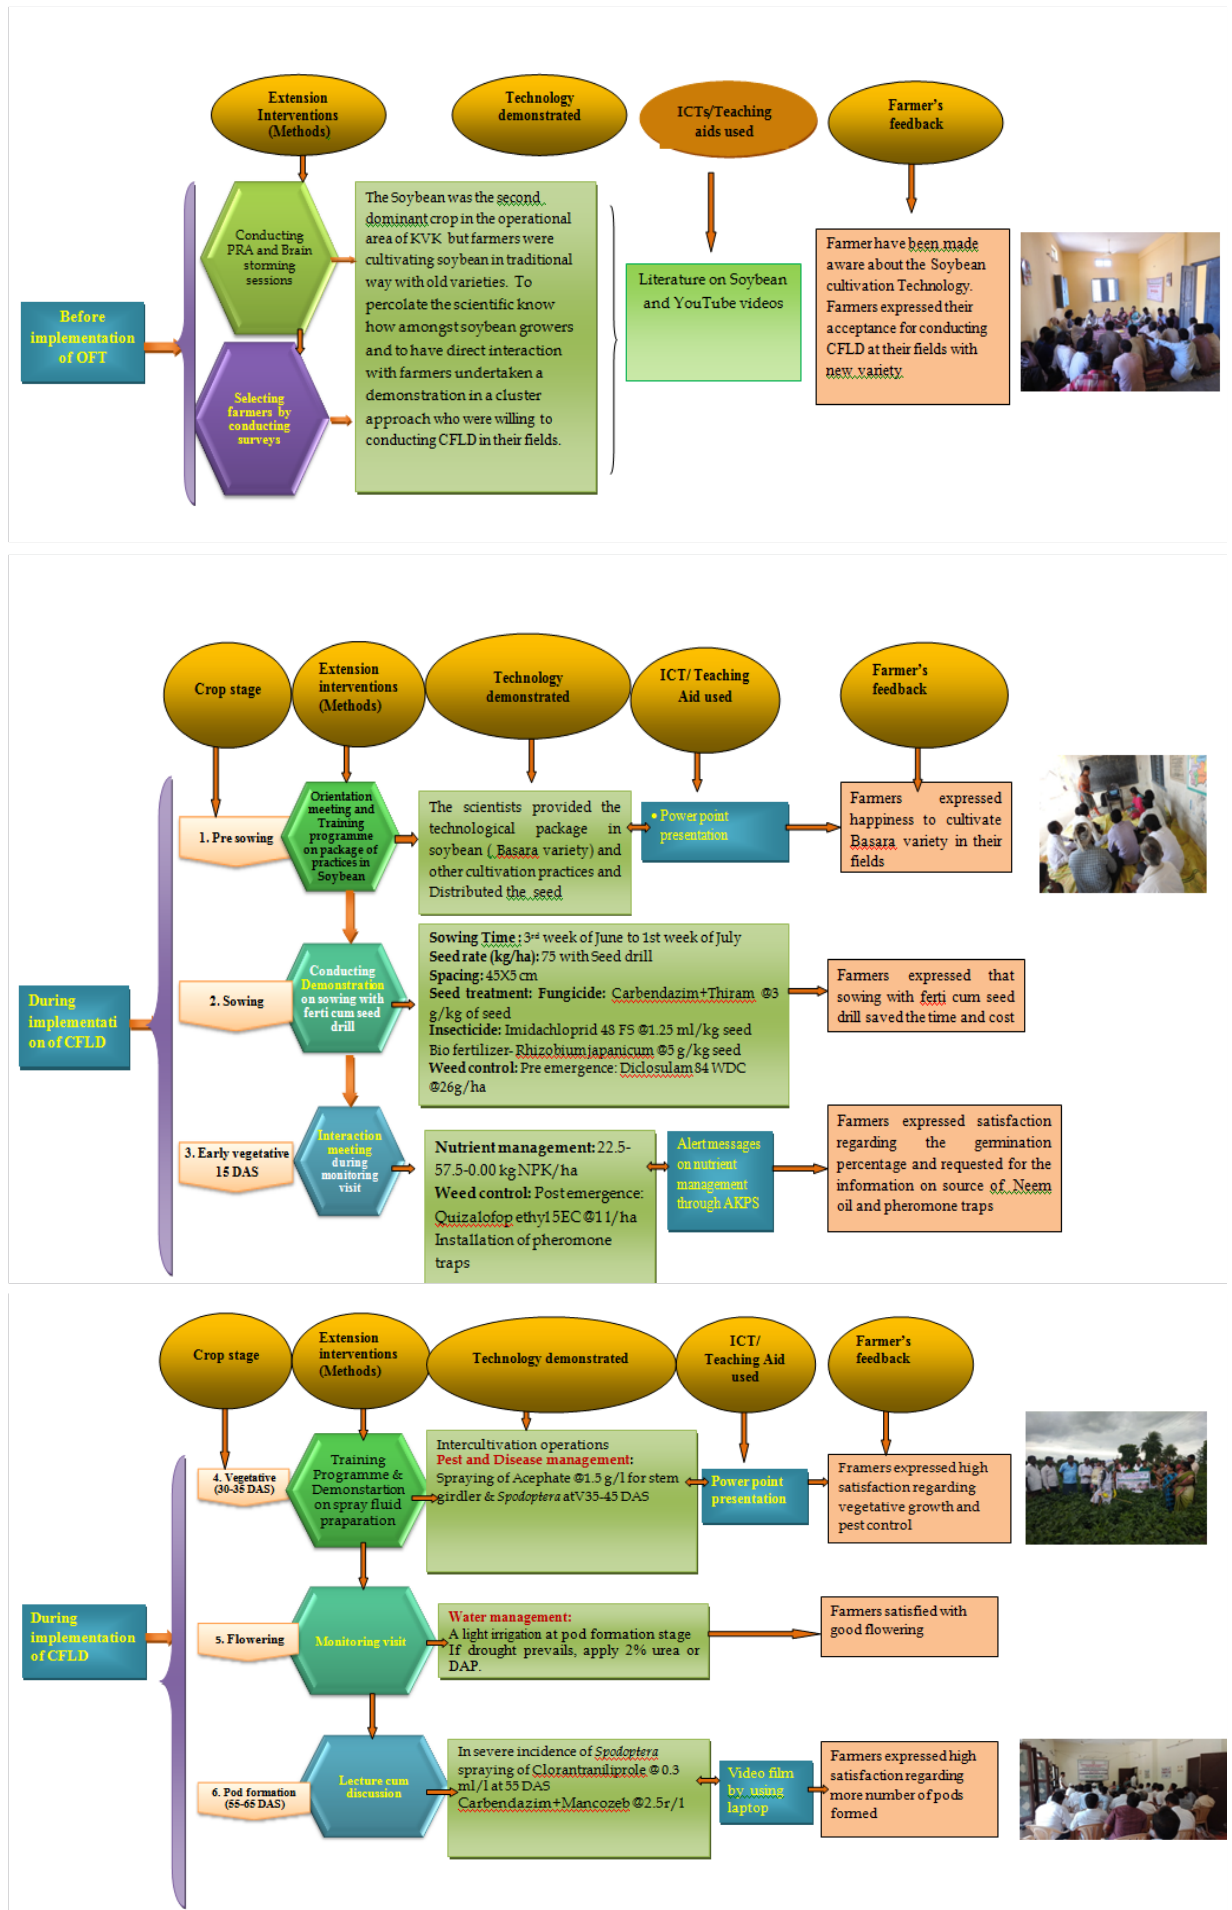 Extension
Interventions
(Methods)
Technology
demonstrated
ICTs/Teaching
aids used
Farmer's
feedback
Before
implementation
of OFT
Conducting
PRA and Brain
storming
sessions
Selecting
farmers by
conducting
surveys
The Soybean was the second
dominant crop in the operational
area of KVK but farmers were
cultivating soybean in traditional
way with old varieties. To
percolate the scientific know
how amongst soybean growers
and to have direct interaction
with farmers undertaken a
demonstration in a cluster
approach who were willing to
conducting CFLD in their fields.
Literature on Soybean
and YouTube videos
Farmer have been made
aware about the Soybean
cultivation Technology.
Farmers expressed their
acceptance for conducting
CFLD at their fields with
new variety.
Crop stage
Extension
interventions
(Methods)
Technology
demonstrated
ICT/ Teaching
Aid used
Farmer's
feedback
During
implementati
on of CFLD
1. Pre sowing
Orientation
meeting and
Training
programme
on package of
practices in
Soybean
The scientists provided the
technological package in
soybean ( Basara variety) and
other cultivation practices and
Distributed the seed
• Power point
presentation
Farmers expressed
happiness to cultivate
Basara variety in their
fields
2. Sowing
Conducting
Demonstration
on sowing with
ferti cum seed
drill
Sowing Time : 3rd week of June to 1st week of July
Seed rate (kg/ha): 75 with Seed drill
Spacing: 45X5 cm
Seed treatment: Fungicide: Carbendazim+Thiram @3
g/kg of seed
Insecticide: Imidachloprid 48 FS @1.25 ml/kg seed
Bio fertilizer- Rhizobium japanicum @5 g/kg seed
Weed control: Pre emergence: Diclosulam 84 WDC
@26g/ha
Farmers expressed that
sowing with ferti cum seed
drill saved the time and cost
3. Early vegetative
15 DAS
Interaction
meeting
during
monitoring
visit
Nutrient management: 22.5-
57.5-0.00 kg NPK/ha
Weed control: Post emergence:
Quizalofop ethyl5EC @1l/ha
Installation of pheromone
traps
Alert messages
on nutrient
management
through AKPS
Farmers expressed satisfaction
regarding the germination
percentage and requested for the
information on source of Neem
oil and pheromone traps
Crop stage
Extension
interventions
(Methods)
Technology demonstrated
ICT/
Teaching Aid
used
Farmer's
feedback
During
implementation
of CFLD
4. Vegetative
(30-35 DAS)
Training
Programme &
Demonstartion
on spray fluid
praparation
Intercultivation operations
Pest and Disease management:
Spraying of Acephate @1.5 g/l for stem
girdler & Spodoptera atV35-45 DAS
Power point
presentation
Framers expressed high
satisfaction regarding
vegetative growth and
pest control
5. Flowering
Monitoring visit
Water management:
A light irrigation at pod formation stage
If drought prevails, apply 2% urea or
DAP.
Farmers satisfied with
good flowering
6. Pod formation
(55-65 DAS)
Lecture cum
discussion
In severe incidence of Spodoptera
spraying of Clorantraniliprole @ 0.3
ml/l at 55 DAS
Carbendazim+Mancozeb @2.5r/1
Video film
by using
laptop
Farmers expressed high
satisfaction regarding
more number of pods
formed